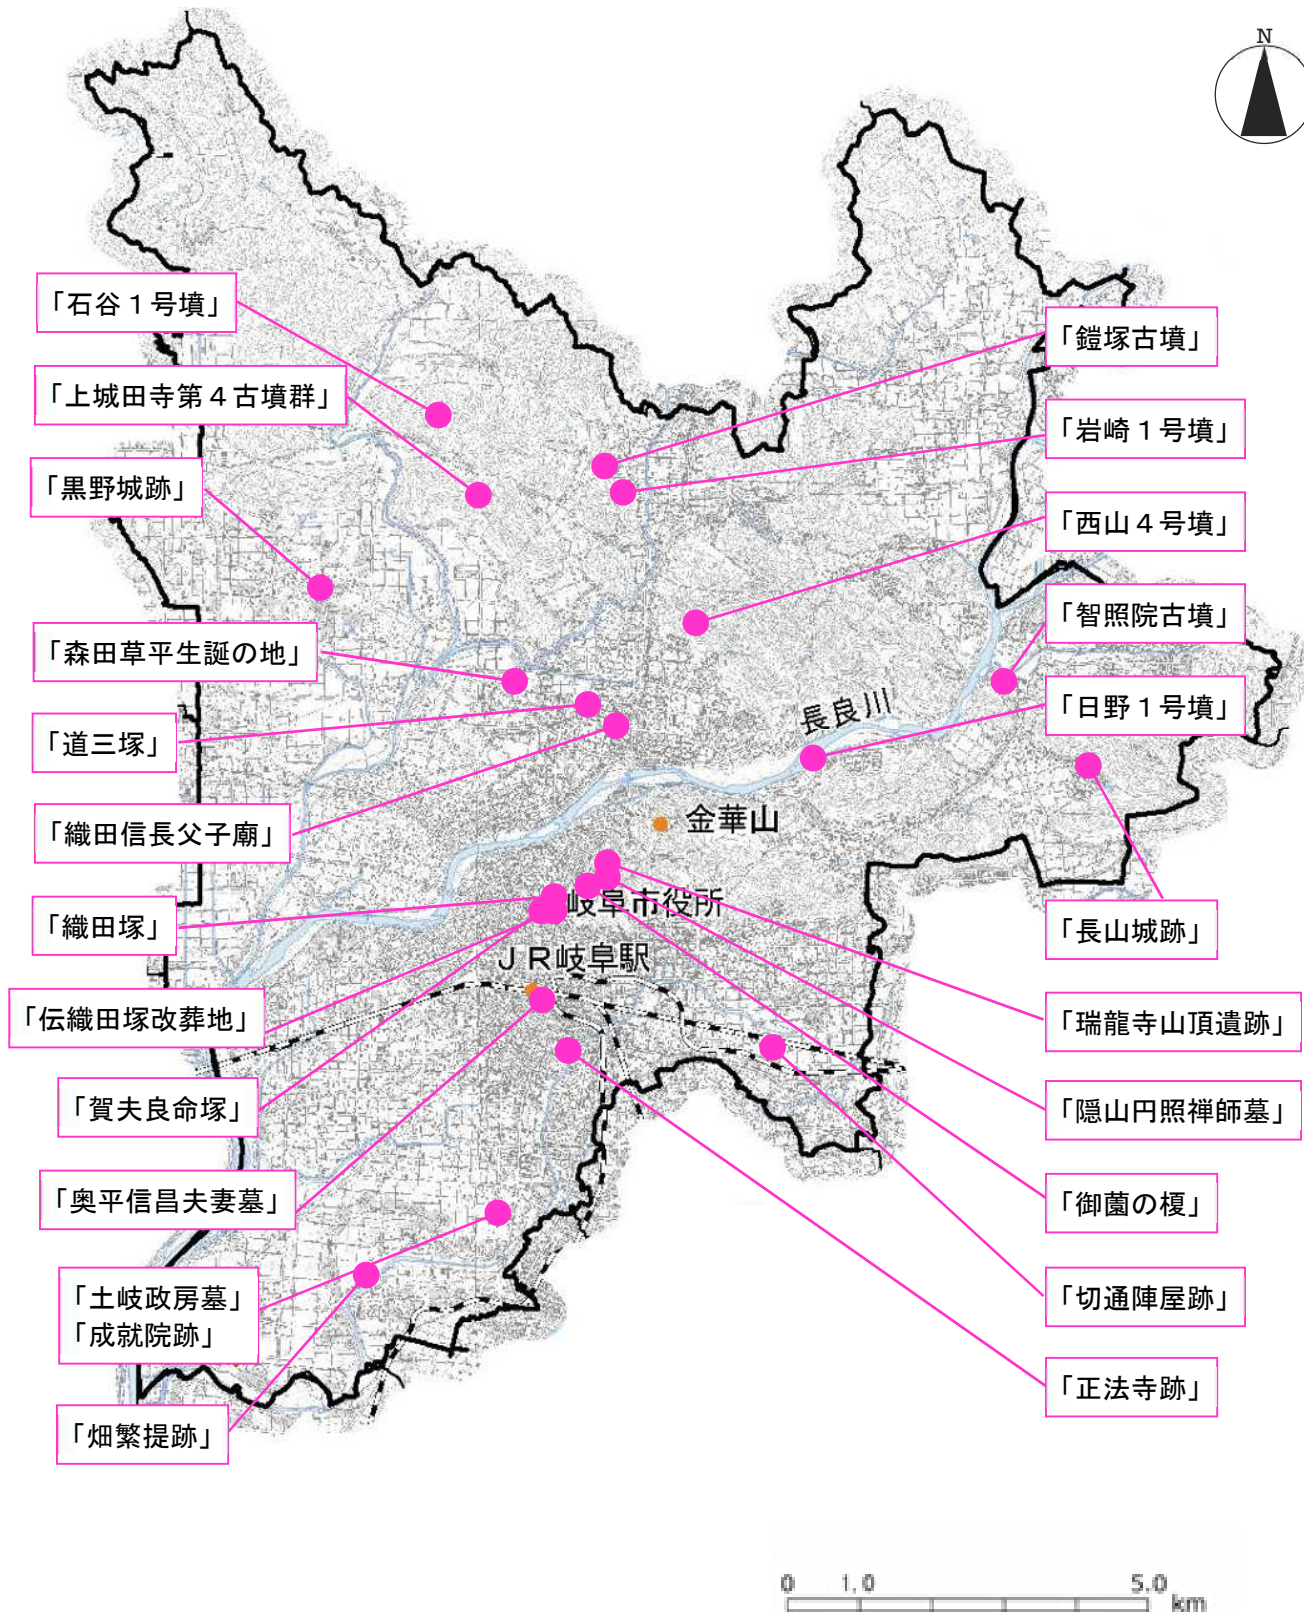 N
「石谷１号墳」
「上城田寺第４古墳群」
「黒野城跡」
「森田草平生誕の地」
「道三塚」
「織田信長父子廟」
「織田塚」
「伝織田塚改葬地」
「賀夫良命塚」
「奥平信昌夫妻墓」
「土岐政房墓」
「成就院跡」
「畑繁提跡」
長良川
金華山
岐阜市役所
ＪＲ岐阜駅
「鎧塚古墳」
「岩崎１号墳」
「西山４号墳」
「智照院古墳」
「日野１号墳」
「長山城跡」
「瑞龍寺山頂遺跡」
「隠山円照禅師墓」
「御薗の榎」
「切通陣屋跡」
「正法寺跡」
0 1.0 5.0
km